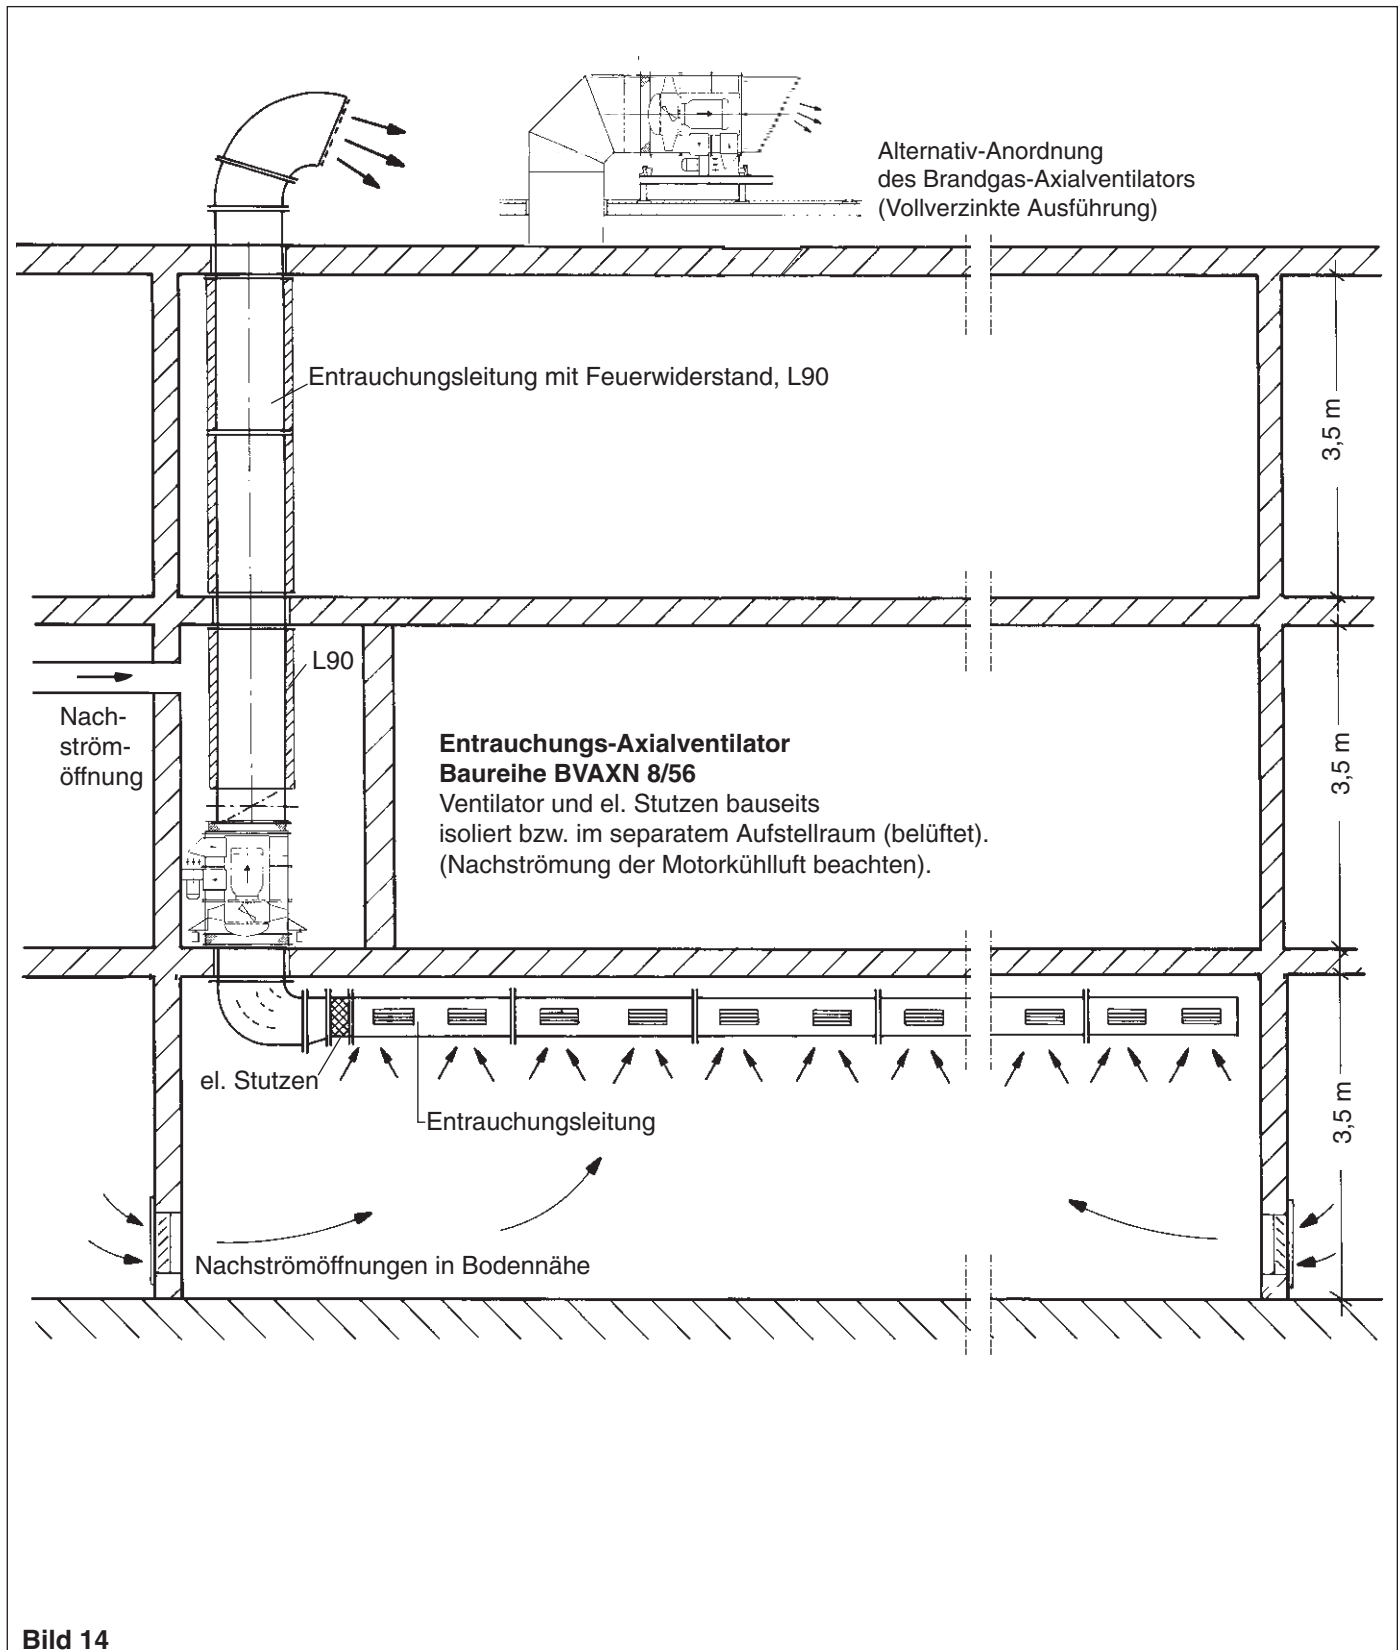 Alternativ-Anordnung
des Brandgas-Axialventilators
(Vollverzinkte Ausführung)
Entrauchungsleitung mit Feuerwiderstand, L90
3,5 m
L90
Nach-
ström-
öffnung
Entrauchungs-Axialventilator
Baureihe BVAXN 8/56
Ventilator und el. Stutzen bauseits
isoliert bzw. im separatem Aufstellraum (belüftet).
(Nachströmung der Motorkühlluft beachten).
3,5 m
el. Stutzen
Entrauchungsleitung
3,5 m
Nachströmöffnungen in Bodennähe
Bild 14